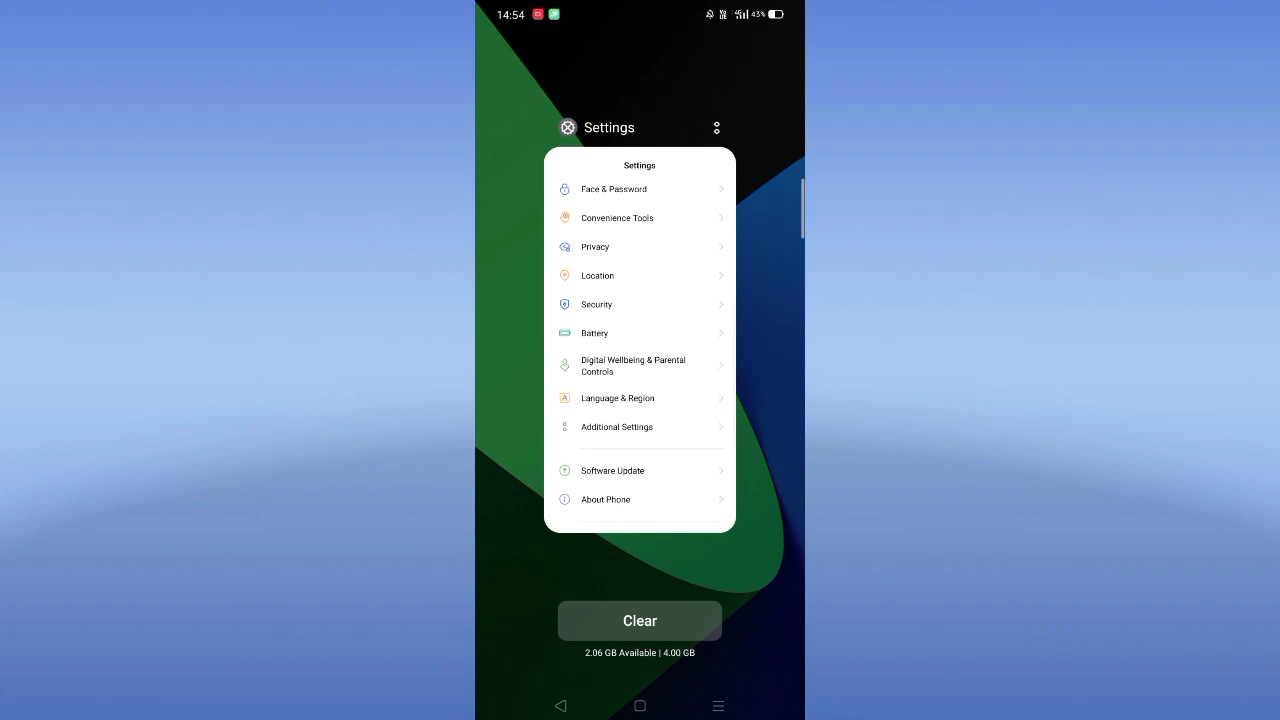 14:54 4G 43%
Settings
Settings
Face & Password
Convenience Tools
Privacy
Location
Security
Battery
Digital Wellbeing & Parental
Controls
Language & Region
A
Additional Settings
Software Update
About Phone
Clear
2.06 GB Available | 4.00 GB